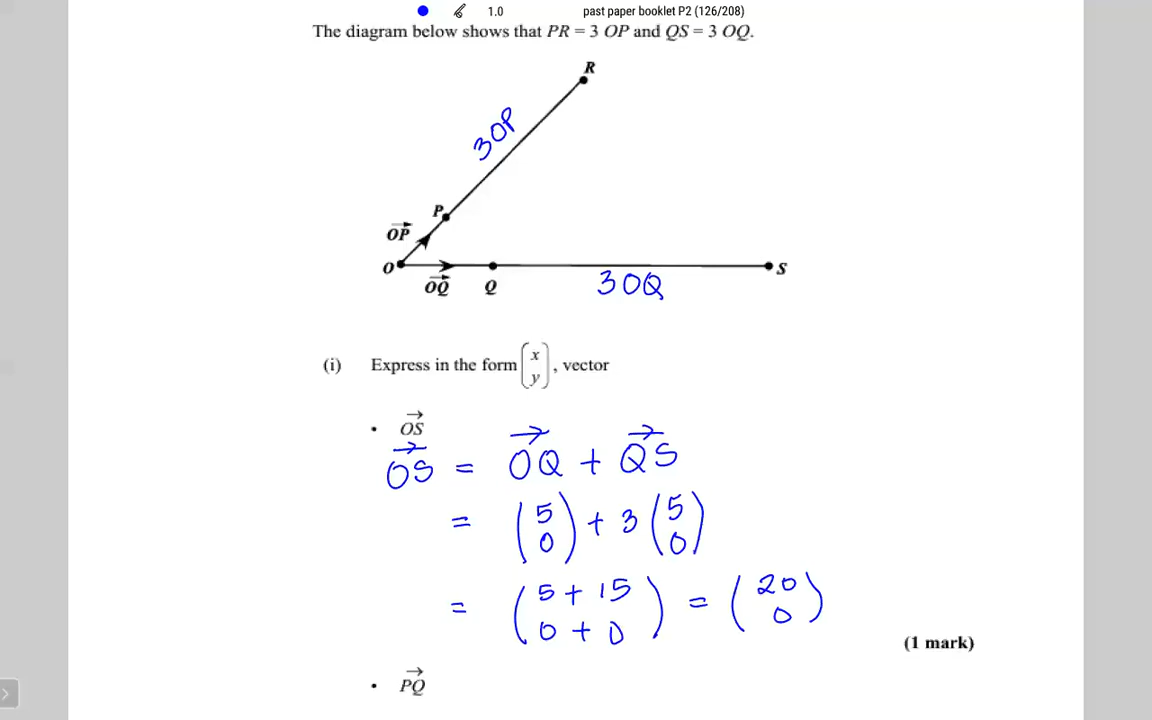 1.0 past paper booklet P2 (126/208)
The diagram below shows that PR = 3 OP and QS = 3 OQ.
R
3OP
P
OP
O
S
OQ Q 3OQ
(i) Express in the form (x y), vector
• OS
OS = OQ + QS
= (5 0) + 3 (5 0)
= (5 + 15 0 + 0) = (20 0)
(1 mark)
• PQ